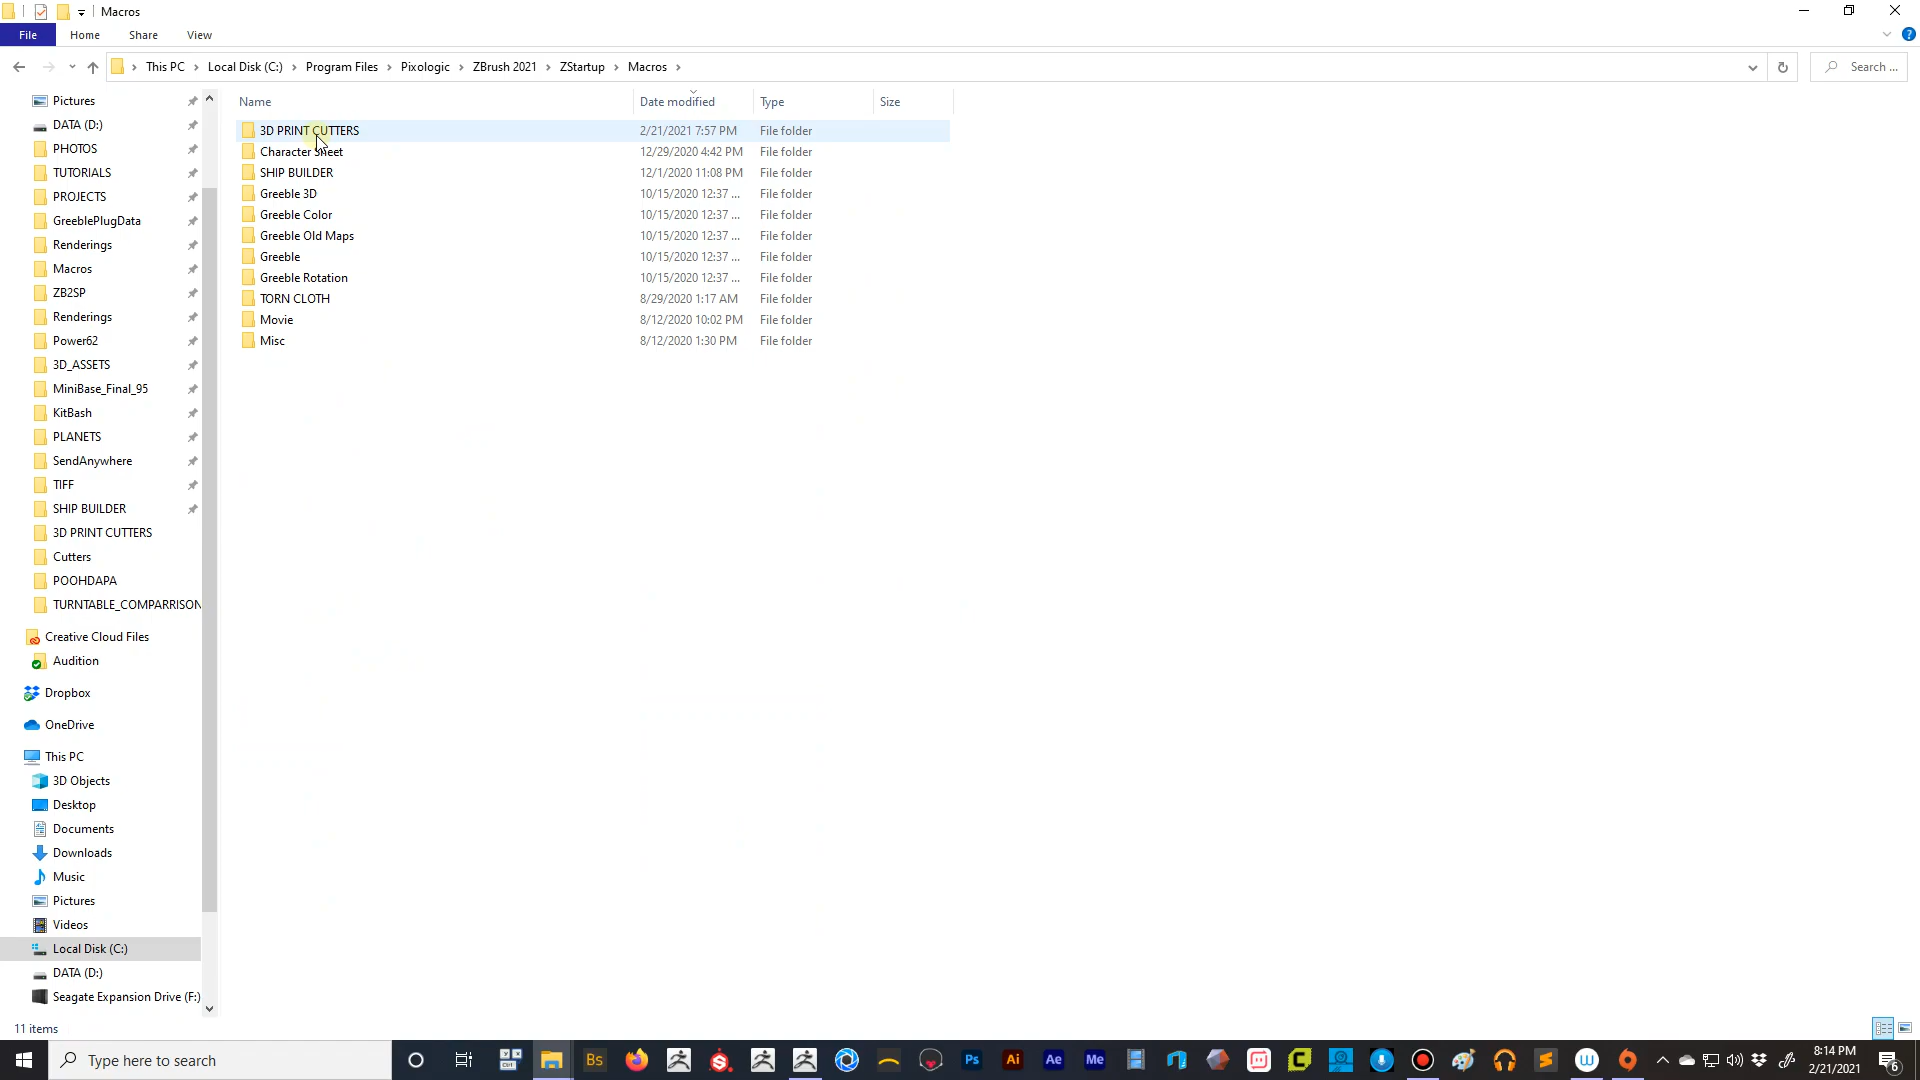 Macros
File Home Share View
This PC Local Disk (C:) Program Files Pixologic ZBrush 2021 ZStartup Macros
Search ...
Name Date modified Type Size
3D PRINT CUTTERS 2/21/2021 7:57 PM File folder
Character Sheet 12/29/2020 4:42 PM File folder
SHIP BUILDER 12/1/2020 11:08 PM File folder
Greeble 3D 10/15/2020 12:37 ... File folder
Greeble Color 10/15/2020 12:37 ... File folder
Greeble Old Maps 10/15/2020 12:37 ... File folder
Greeble 10/15/2020 12:37 ... File folder
Greeble Rotation 10/15/2020 12:37 ... File folder
TORN CLOTH 8/29/2020 1:17 AM File folder
Movie 8/12/2020 10:02 PM File folder
Misc 8/12/2020 1:30 PM File folder
Pictures
DATA (D:)
PHOTOS
TUTORIALS
PROJECTS
GreeblePlugData
Renderings
Macros
ZB2SP
Renderings
Power62
3D_ASSETS
MiniBase_Final_95
KitBash
PLANETS
SendAnywhere
TIFF
SHIP BUILDER
3D PRINT CUTTERS
Cutters
POOHDAPA
TURNTABLE_COMPARRISON
Creative Cloud Files
Audition
Dropbox
OneDrive
This PC
3D Objects
Desktop
Documents
Downloads
Music
Pictures
Videos
Local Disk (C:)
DATA (D:)
Seagate Expansion Drive (F:)
11 items
Type here to search
Bs Ps Ai Ae Me
8:14 PM
2/21/2021
6